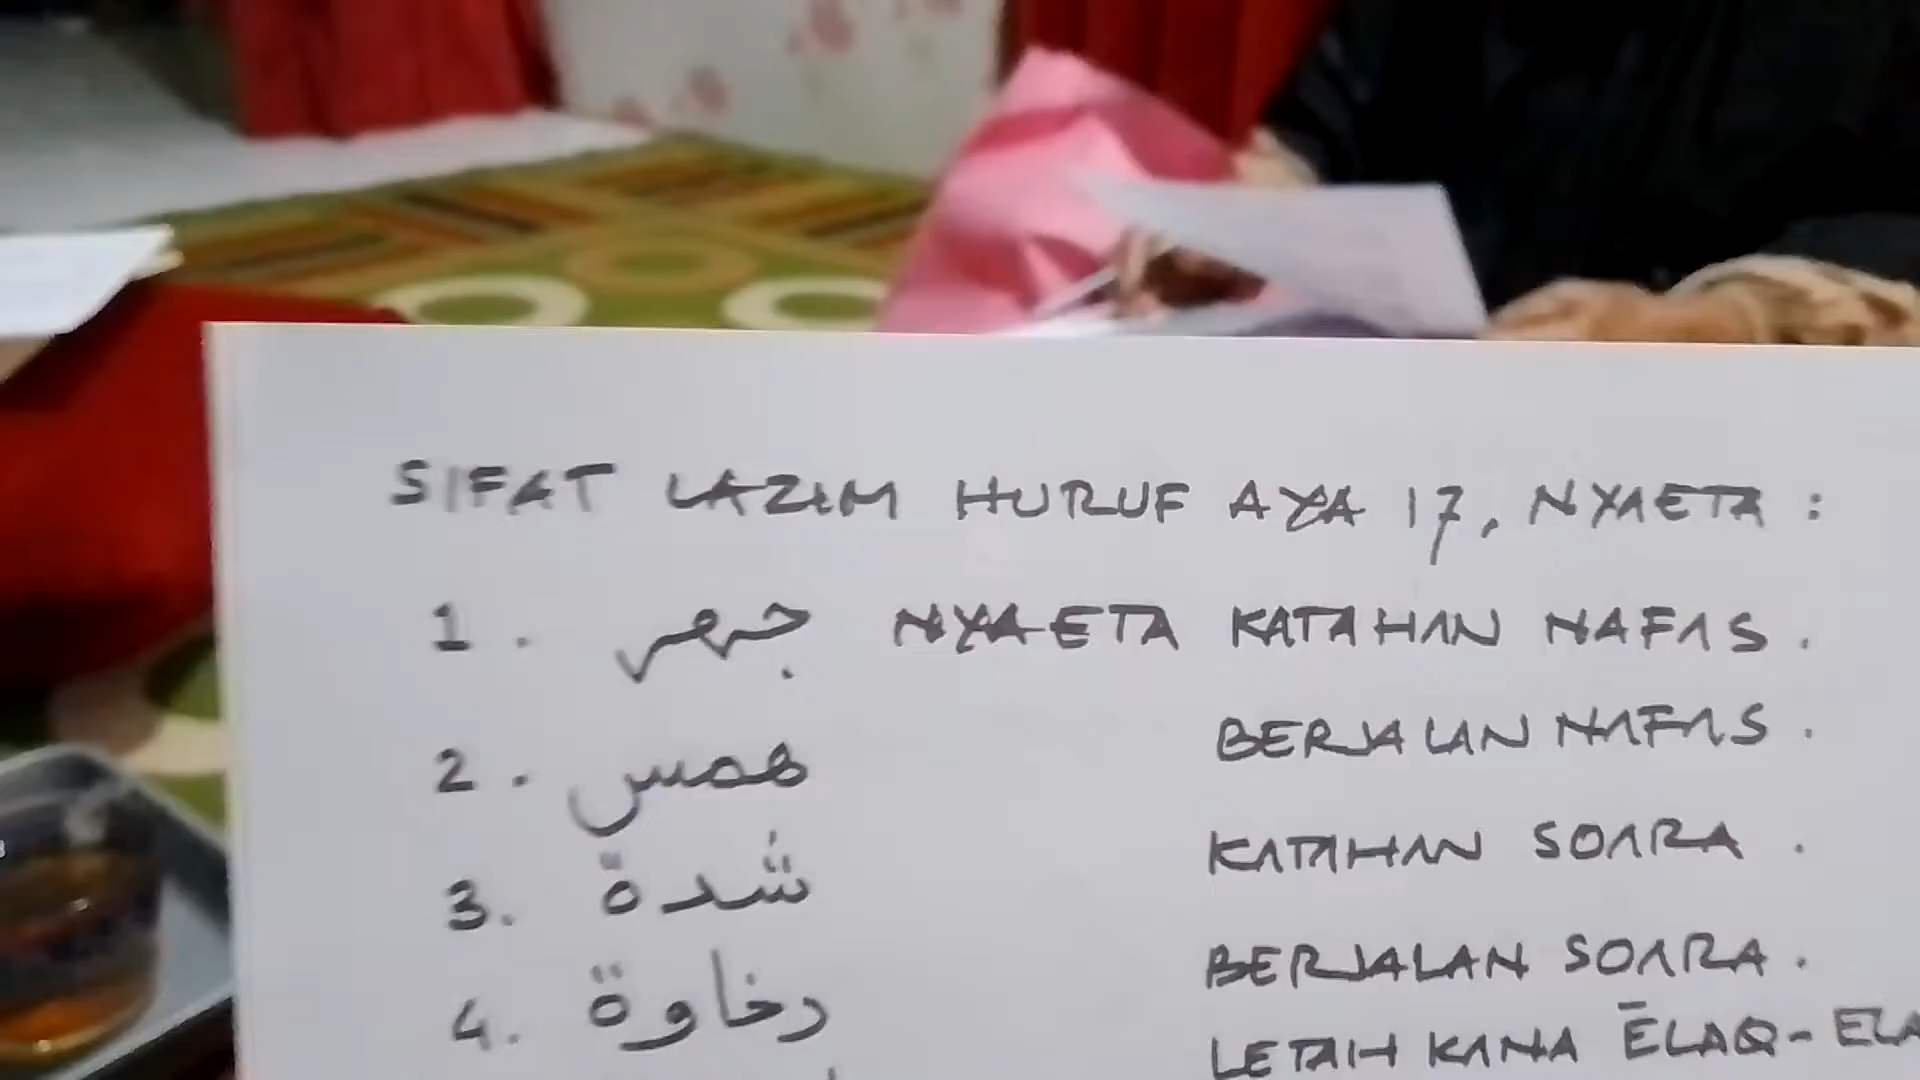 SIFAT LAZIM HURUF AYA 17, NYAETA :
1. جهر NYAETA KATAHAN NAFAS.
2. همس BERJALAN NAFAS.
3. شدة KATAHAN SOARA.
4. رخاوة BERJALAN SOARA.
LETAH KANA ĒLAQ-ELA